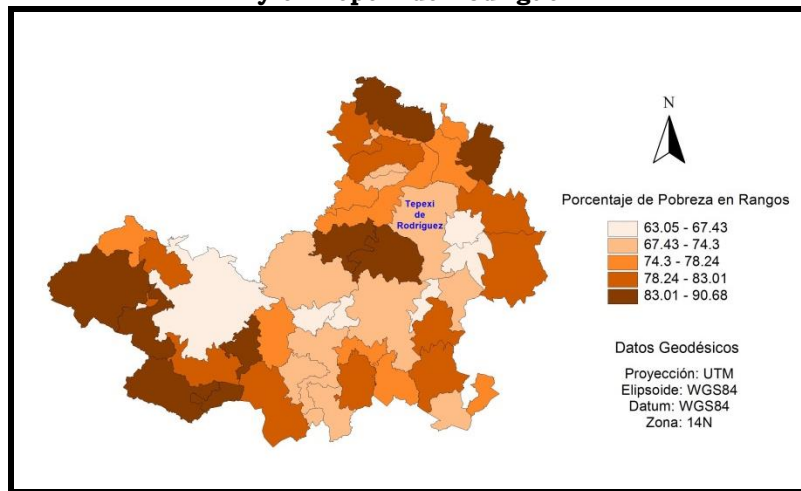 N
Porcentaje de Pobreza en Rangos
63.05 - 67.43
67.43 - 74.3
74.3 - 78.24
78.24 - 83.01
83.01 - 90.68
Tepexi
de
Rodríguez
Datos Geodésicos
Proyección: UTM
Elipsoide: WGS84
Datum: WGS84
Zona: 14N